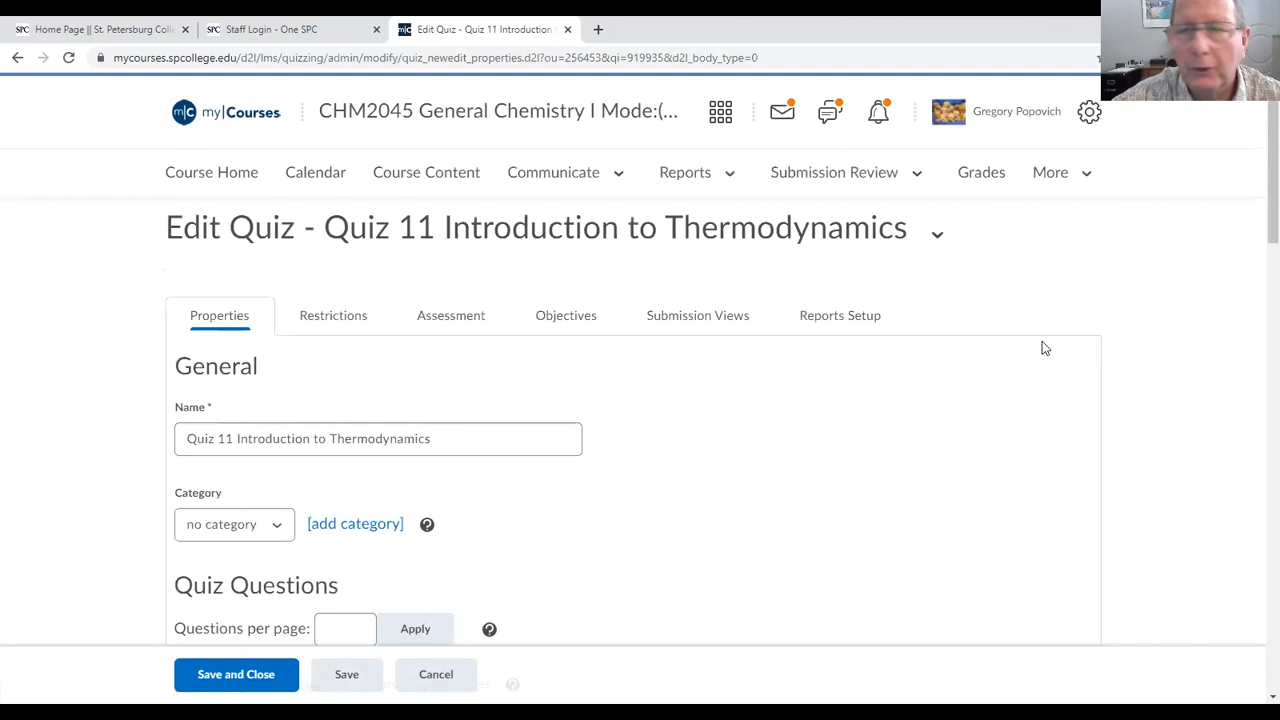 Home Page || St. Petersburg Coll
Staff Login - One SPC
Edit Quiz - Quiz 11 Introduction
mycourses.spcollege.edu/d2l/lms/quizzing/admin/modify/quiz_newedit_properties.d2l?ou=256453&qi=919935&d2l_body_type=0
myCourses
CHM2045 General Chemistry I Mode:(...
Gregory Popovich
Course Home
Calendar
Course Content
Communicate
Reports
Submission Review
Grades
More
Edit Quiz - Quiz 11 Introduction to Thermodynamics
Properties
Restrictions
Assessment
Objectives
Submission Views
Reports Setup
General
Name *
Quiz 11 Introduction to Thermodynamics
Category
no category
[add category]
Quiz Questions
Questions per page:
Apply
Save and Close
Save
Cancel